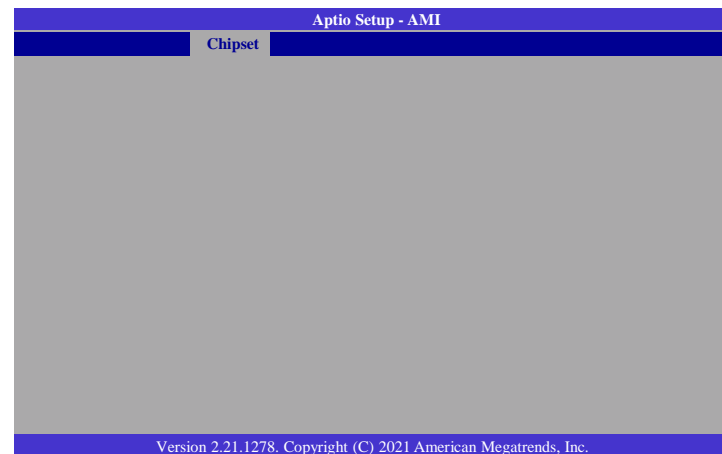 Aptio Setup - AMI
Chipset
Version 2.21.1278. Copyright (C) 2021 American Megatrends, Inc.